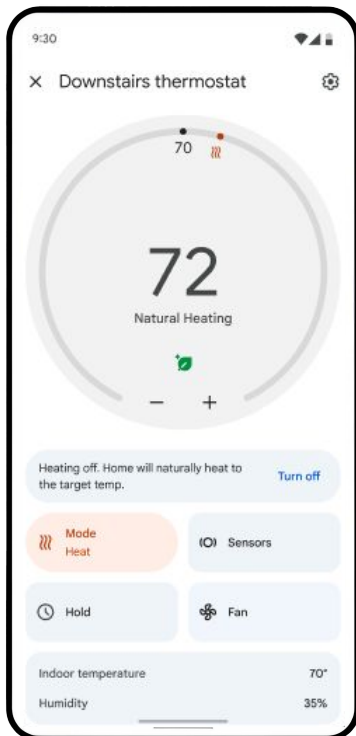 9:30
Downstairs thermostat
70
72
Natural Heating
− +
Heating off. Home will naturally heat to
the target temp.
Turn off
Mode
Heat
Sensors
Hold
Fan
Indoor temperature 70°
Humidity 35%